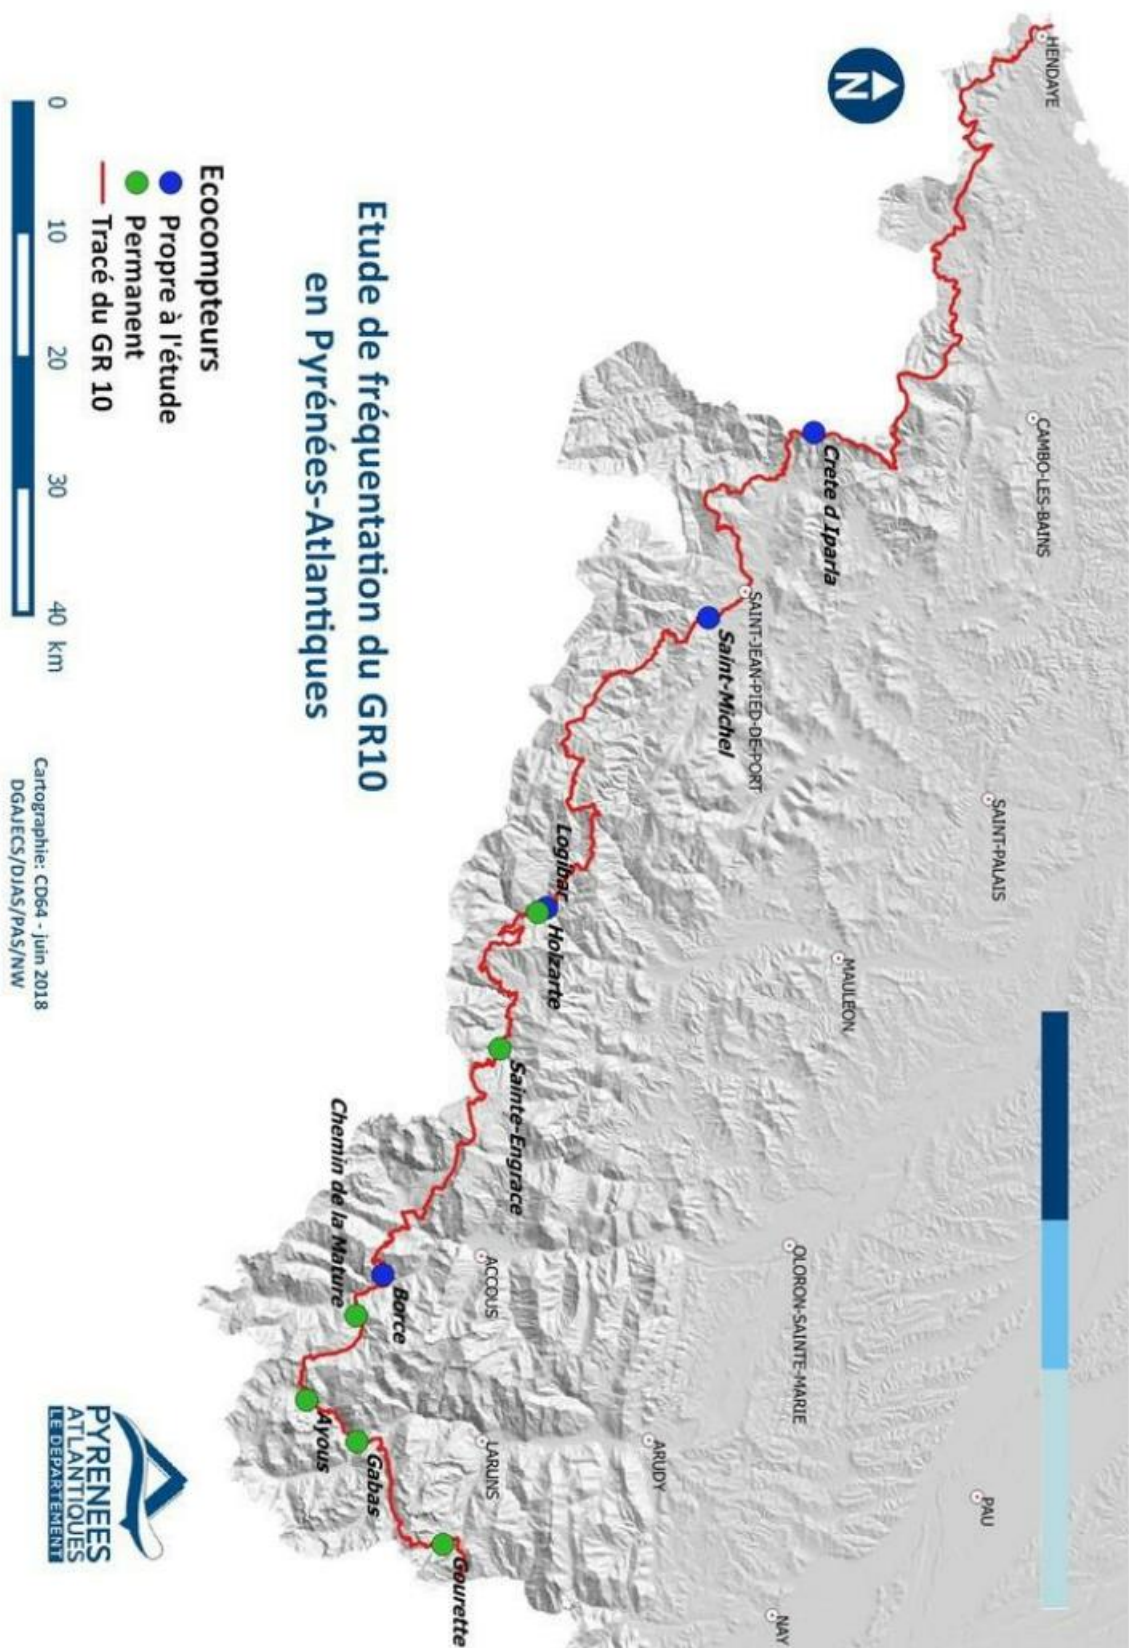 HENDAYE
CAMBO-LES-BAINS
SAINT-PALAIS
PAU
NAY
MAULEON
OLORON-SAINTE-MARIE
ARUDY
Crete d Iparla
SAINT-JEAN-PIED-DE-PORT
Saint-Michel
Logibar
Holzarte
Sainte-Engrace
ACCOUS
LARUNS
Borce
Chemin de la Mature
Ayous
Gabas
Gourette
N
Etude de fréquentation du GR10
en Pyrénées-Atlantiques
Ecocompteurs
Propre à l'étude
Permanent
Tracé du GR 10
0 10 20 30 40 km
Cartographie: CD64 - juin 2018
DGAJECS/DJAS/PAS/NW
PYRENEES
ATLANTIQUES
LE DEPARTEMENT